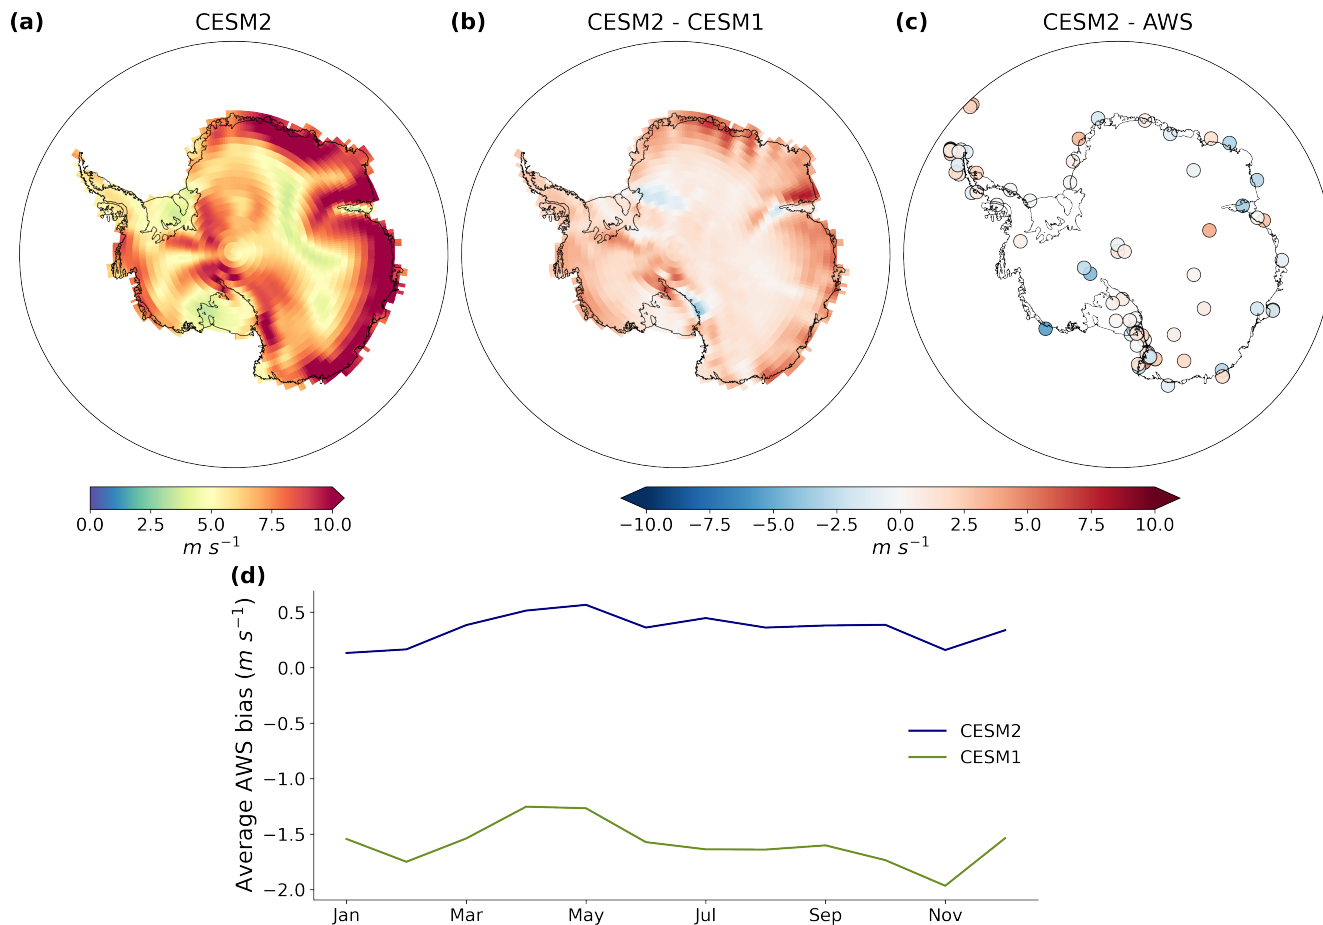 (a) CESM2
(b) CESM2 - CESM1
(c) CESM2 - AWS
0.0 2.5 5.0 7.5 10.0
m s⁻¹
−10.0 −7.5 −5.0 −2.5 0.0 2.5 5.0 7.5 10.0
m s⁻¹
(d)
Average AWS bias (m s⁻¹)
0.5
0.0
−0.5
−1.0
−1.5
−2.0
CESM2
CESM1
Jan Mar May Jul Sep Nov